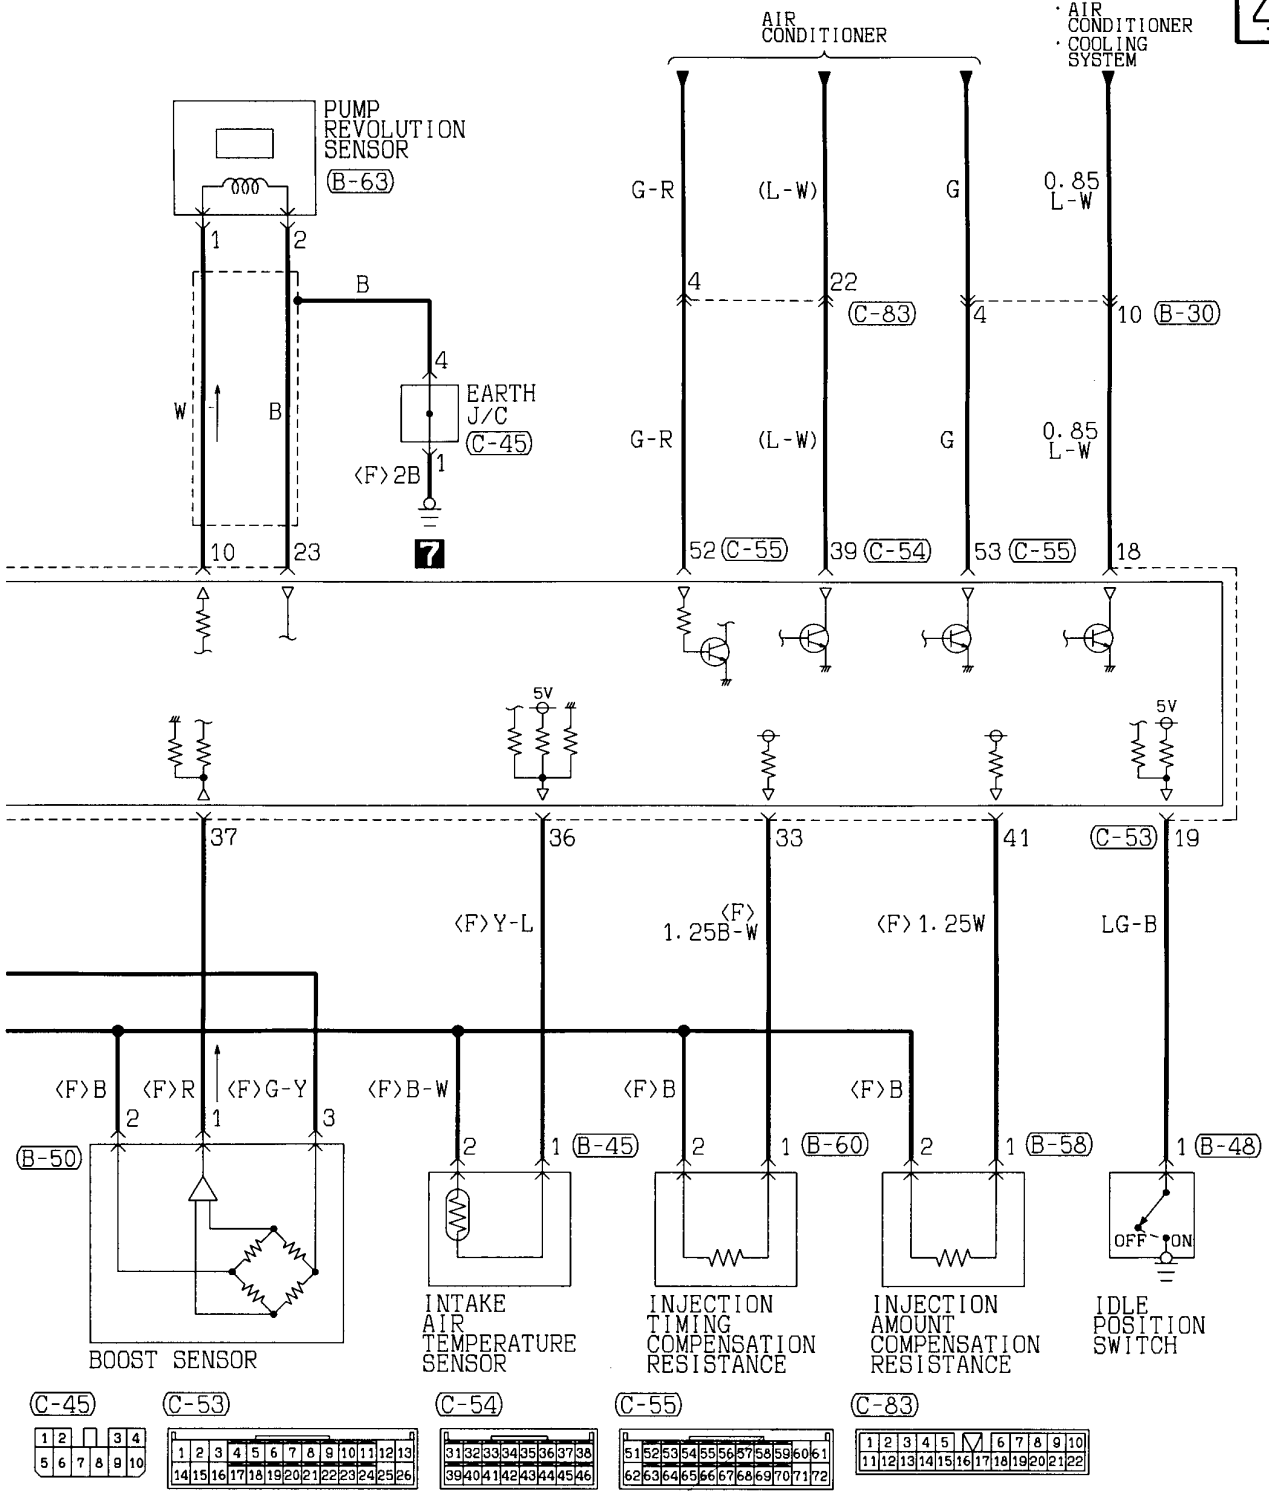 AIR
CONDITIONER
· AIR
CONDITIONER
· COOLING
SYSTEM
PUMP
REVOLUTION
SENSOR
B-63
1
2
G-R
(L-W)
G
0.85
L-W
B
4
22
C-83
4
10
B-30
4
EARTH
J/C
C-45
W
B
1
<F>2B
7
G-R
(L-W)
G
0.85
L-W
10
23
52
C-55
39
C-54
53
C-55
18
5V
5V
37
36
33
41
C-53
19
<F>Y-L
<F>
1.25B-W
<F>1.25W
LG-B
<F>B
<F>R
<F>G-Y
<F>B-W
<F>B
<F>B
2
1
3
B-50
2
1
B-45
2
1
B-60
2
1
B-58
1
B-48
OFF
ON
BOOST SENSOR
INTAKE
AIR
TEMPERATURE
SENSOR
INJECTION
TIMING
COMPENSATION
RESISTANCE
INJECTION
AMOUNT
COMPENSATION
RESISTANCE
IDLE
POSITION
SWITCH
C-45
1 2 3 4
5 6 7 8 9 10
C-53
1 2 3 4 5 6 7 8 9 10 11 12 13
14 15 16 17 18 19 20 21 22 23 24 25 26
C-54
31 32 33 34 35 36 37 38
39 40 41 42 43 44 45 46
C-55
51 52 53 54 55 56 57 58 59 60 61
62 63 64 65 66 67 68 69 70 71 72
C-83
1 2 3 4 5 6 7 8 9 10
11 12 13 14 15 16 17 18 19 20 21 22